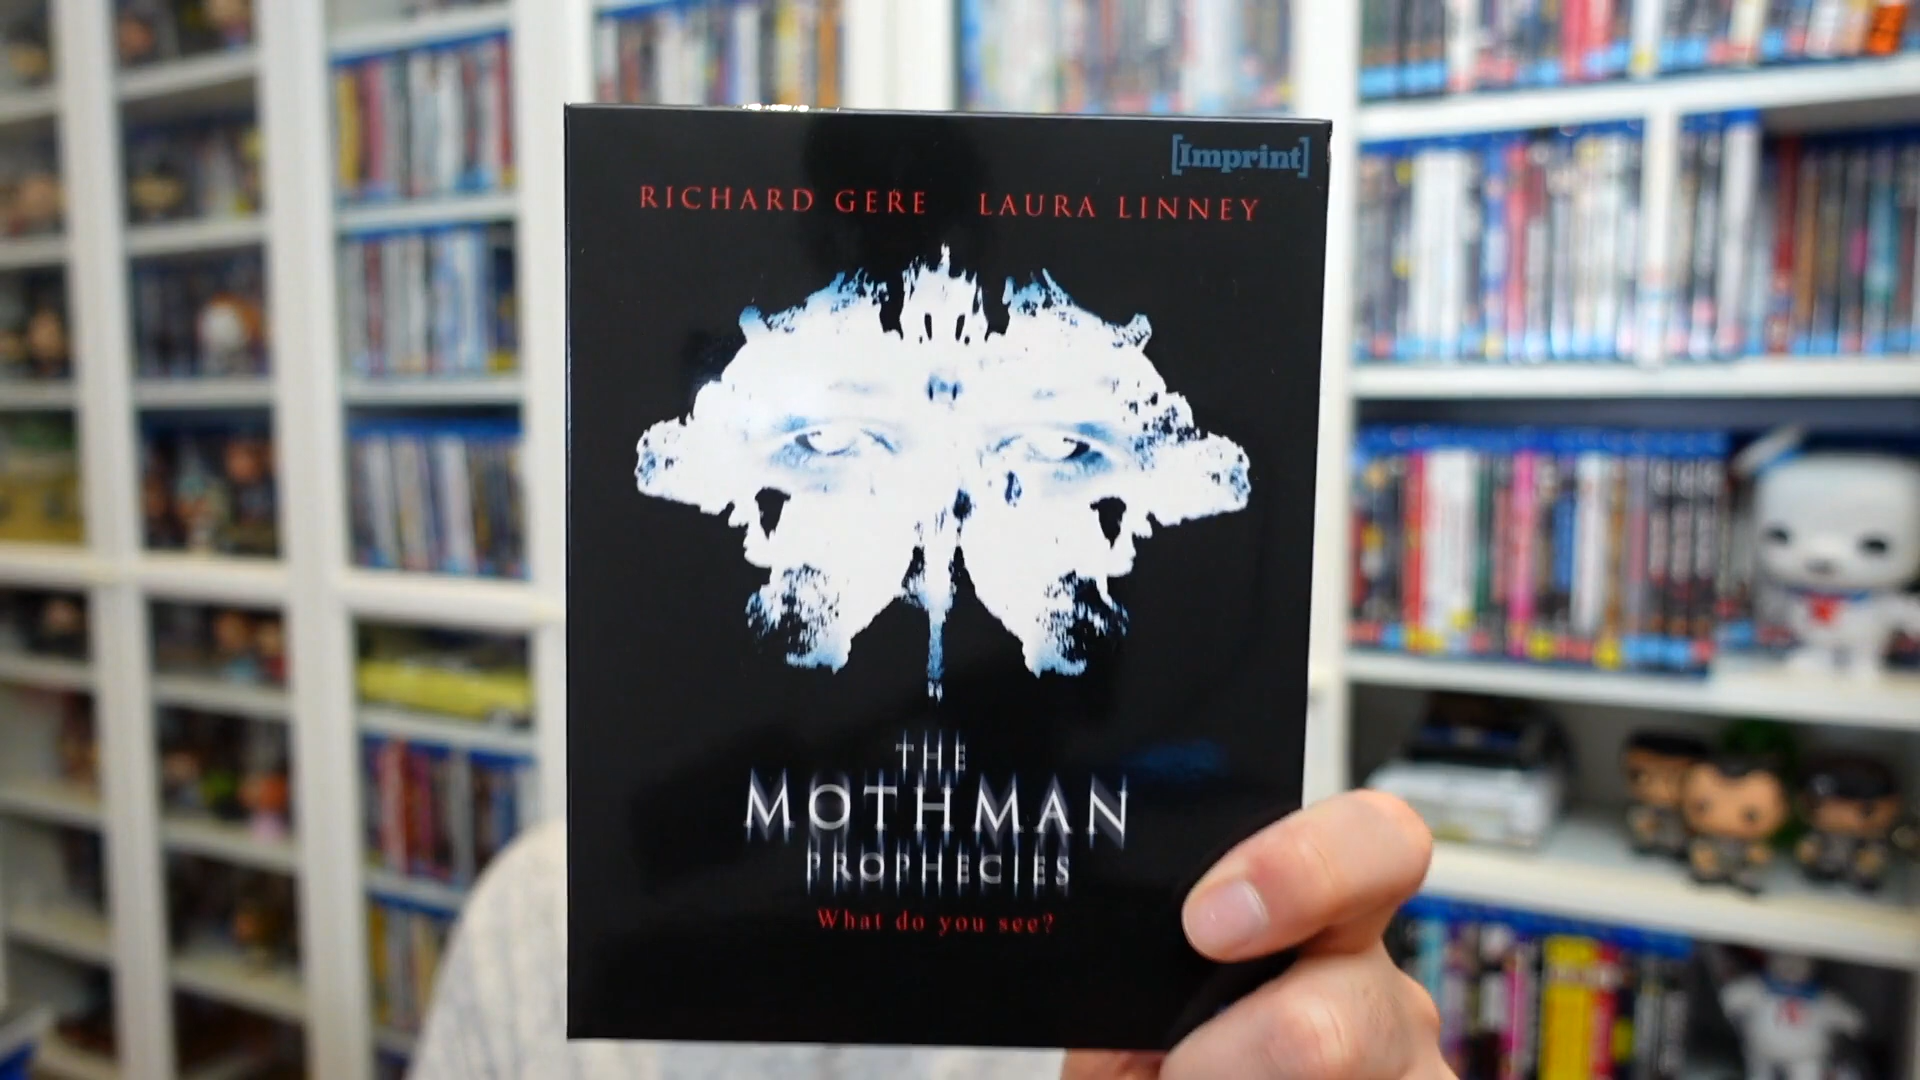 [Imprint]
RICHARD GERE LAURA LINNEY
THE
MOTHMAN
PROPHECIES
What do you see?